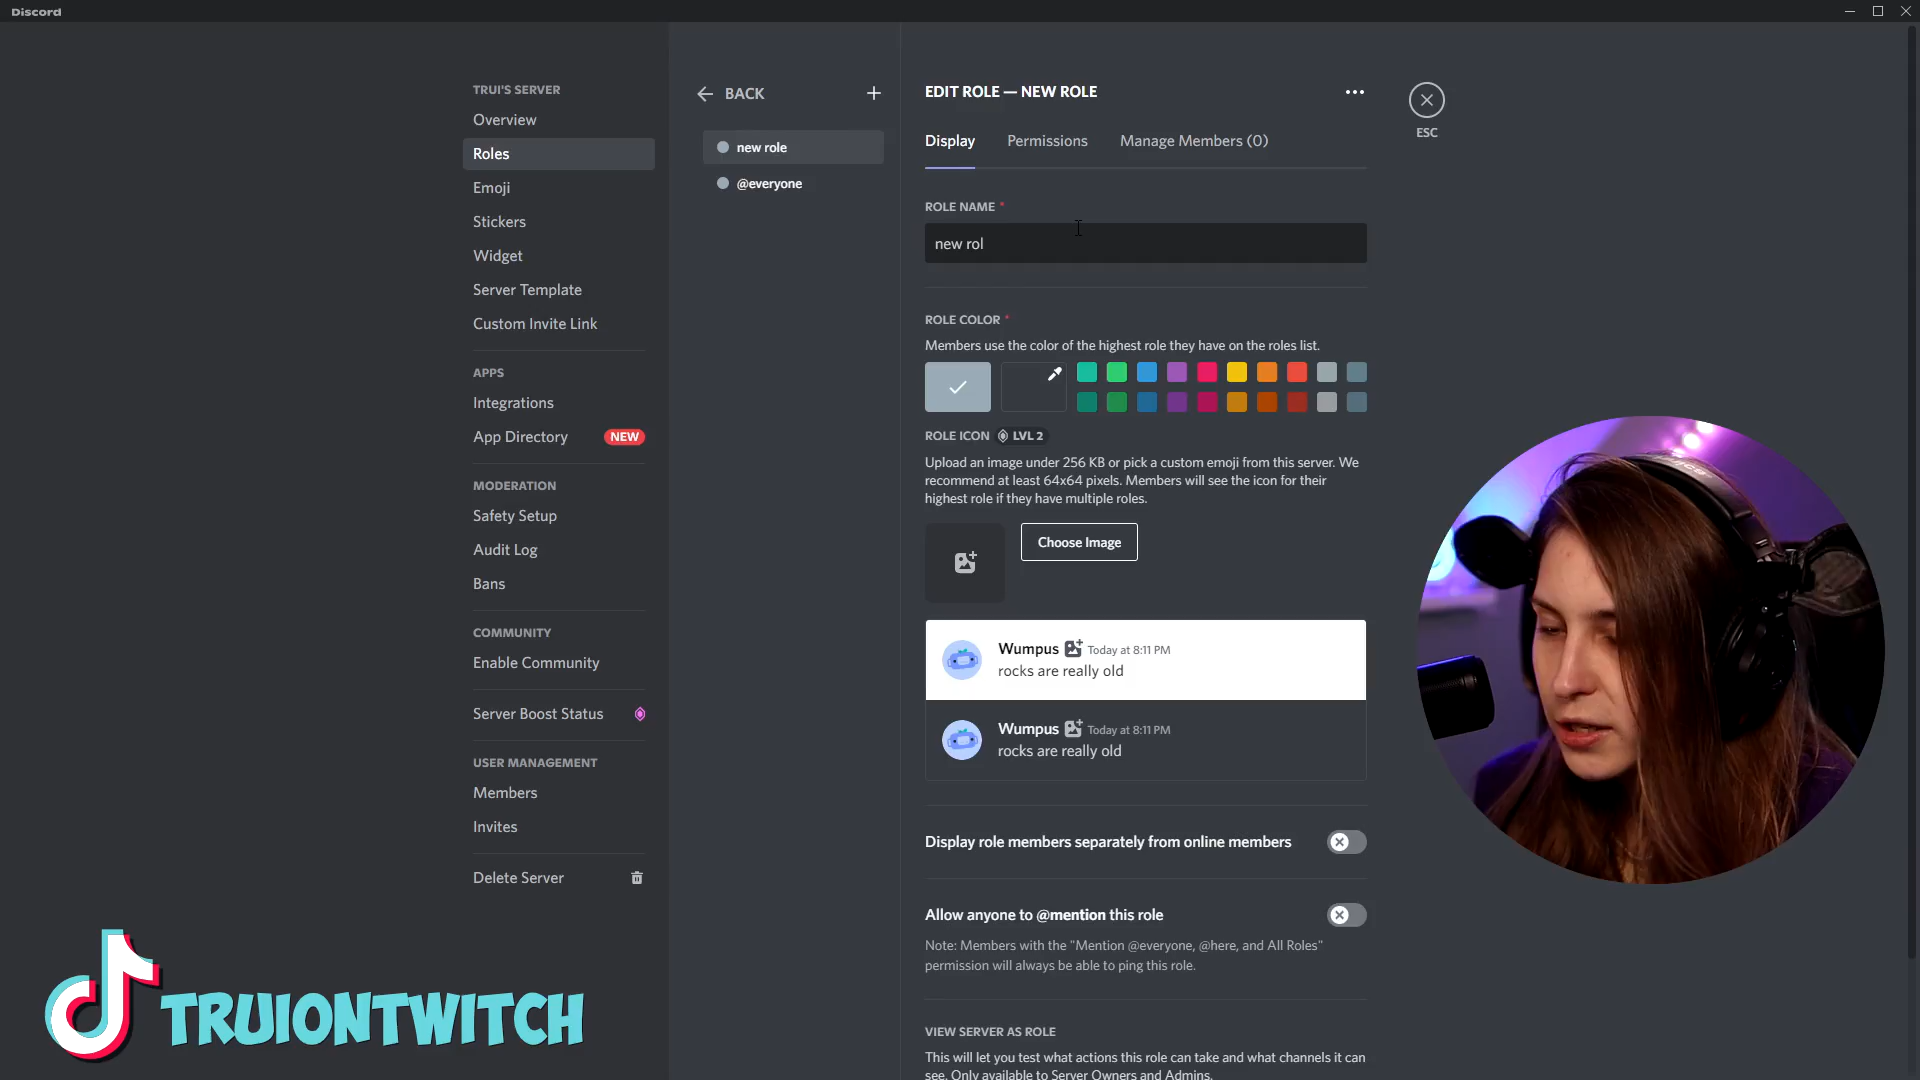 Discord
TRUI'S SERVER
Overview
Roles
Emoji
Stickers
Widget
Server Template
Custom Invite Link
APPS
Integrations
App Directory NEW
MODERATION
Safety Setup
Audit Log
Bans
COMMUNITY
Enable Community
Server Boost Status
USER MANAGEMENT
Members
Invites
Delete Server
BACK
new role
@everyone
EDIT ROLE — NEW ROLE
ESC
Display Permissions Manage Members (0)
ROLE NAME *
new rol
ROLE COLOR *
Members use the color of the highest role they have on the roles list.
ROLE ICON LVL 2
Upload an image under 256 KB or pick a custom emoji from this server. We
recommend at least 64x64 pixels. Members will see the icon for their
highest role if they have multiple roles.
Choose Image
Wumpus Today at 8:11 PM
rocks are really old
Wumpus Today at 8:11 PM
rocks are really old
Display role members separately from online members
Allow anyone to @mention this role
Note: Members with the "Mention @everyone, @here, and All Roles"
permission will always be able to ping this role.
VIEW SERVER AS ROLE
This will let you test what actions this role can take and what channels it can
see. Only available to Server Owners and Admins.
TRUIONTWITCH